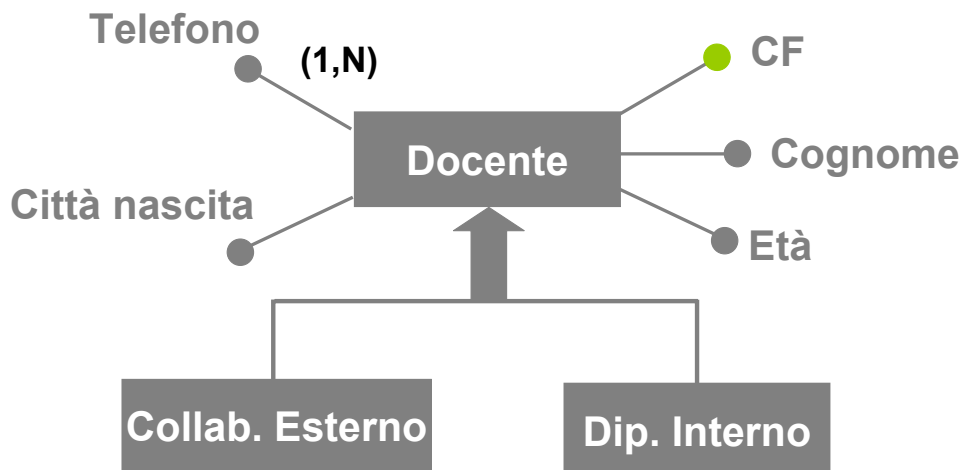 Telefono
(1,N)
CF
Docente
Cognome
Città nascita
Età
Collab. Esterno
Dip. Interno